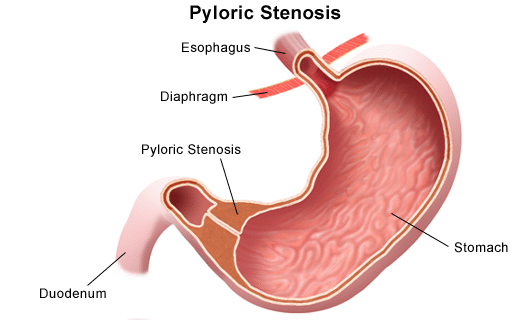 Pyloric Stenosis
Esophagus
Diaphragm
Pyloric Stenosis
Stomach
Duodenum